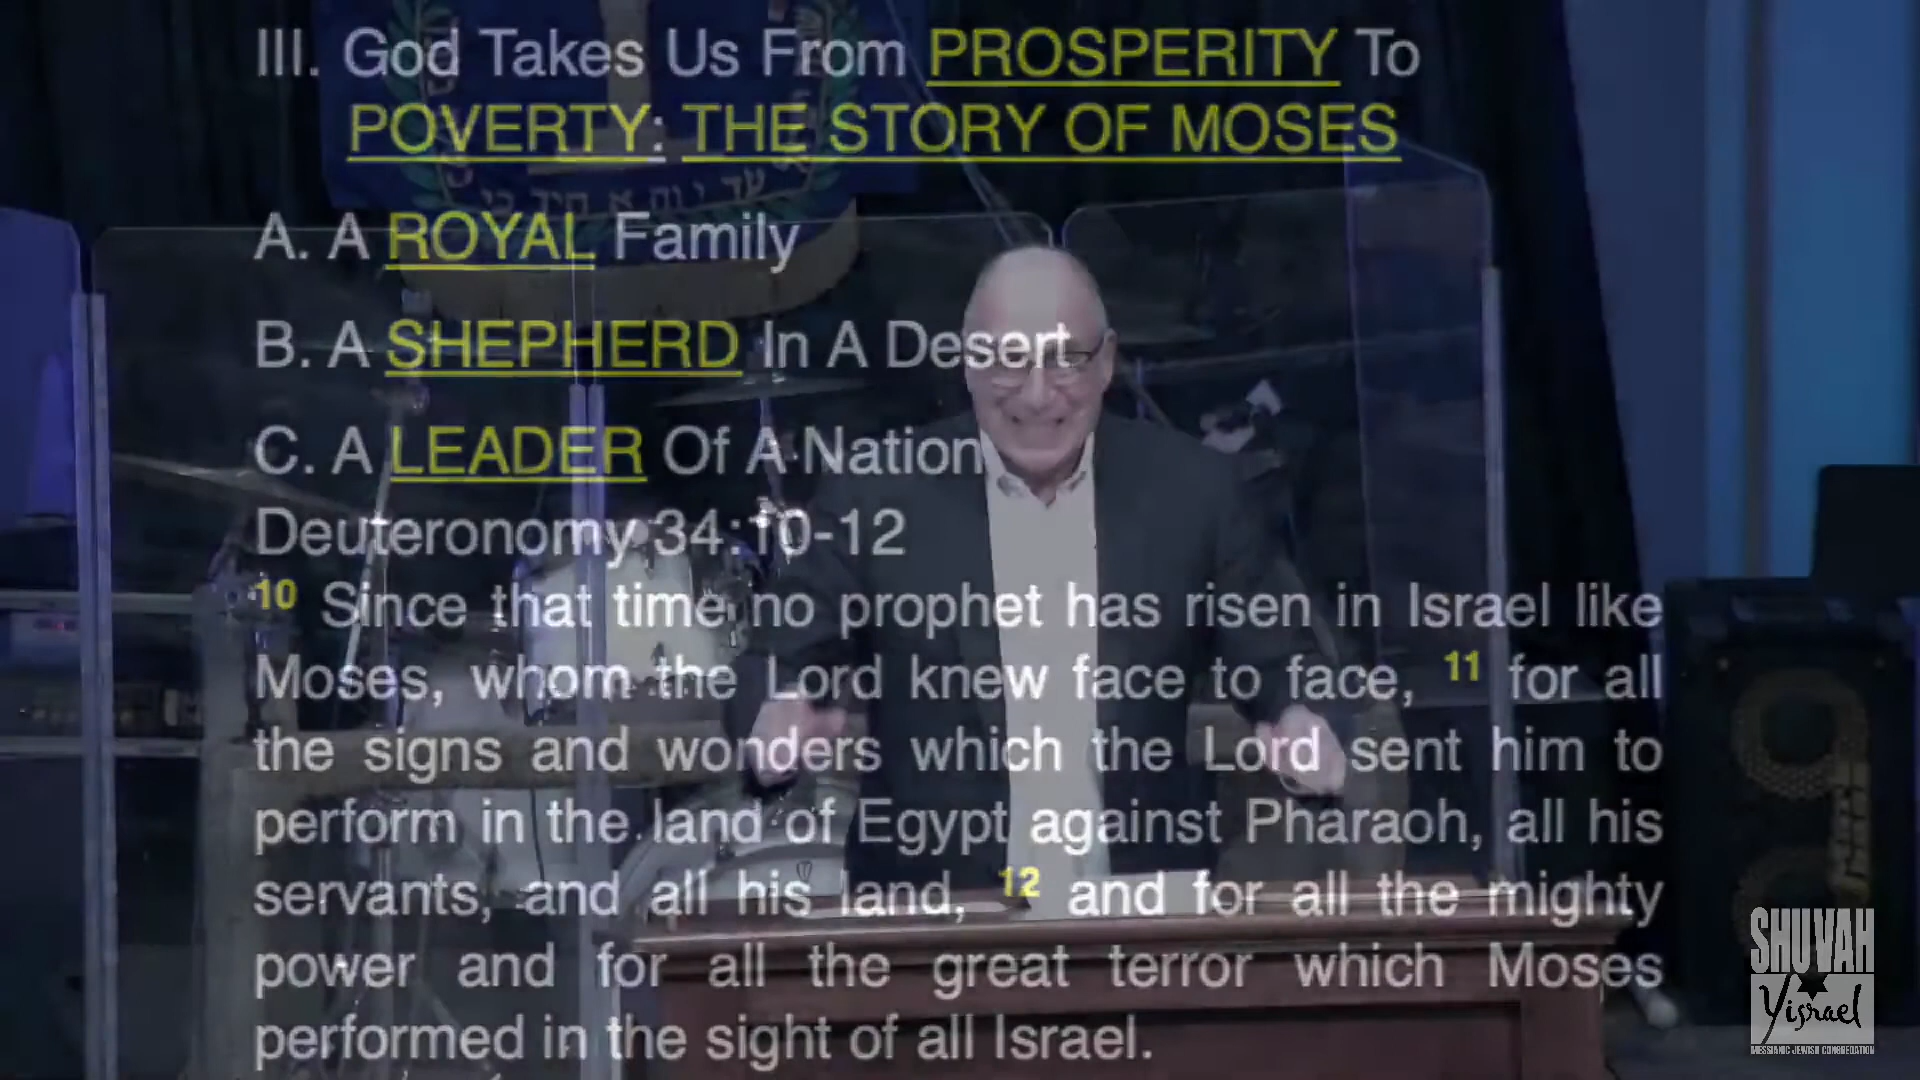 III. God Takes Us From PROSPERITY To
POVERTY: THE STORY OF MOSES
A. A ROYAL Family
B. A SHEPHERD In A Desert
C. A LEADER Of A Nation
Deuteronomy 34:10-12
10 Since that time no prophet has risen in Israel like
Moses, whom the Lord knew face to face, 11 for all
the signs and wonders which the Lord sent him to
perform in the land of Egypt against Pharaoh, all his
servants, and all his land, 12 and for all the mighty
power and for all the great terror which Moses
performed in the sight of all Israel.
SHUVAH
Yisrael
MESSIANIC JEWISH CONGREGATION